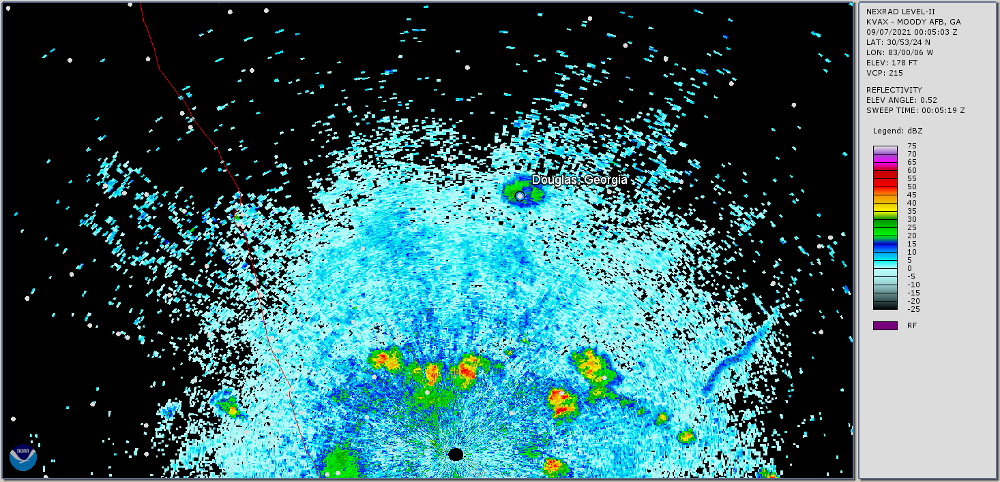 NEXRAD LEVEL-II
KVAX - MOODY AFB, GA
09/07/2021 00:05:03 Z
LAT: 30/53/24 N
LON: 83/00/06 W
ELEV: 178 FT
VCP: 215
REFLECTIVITY
ELEV ANGLE: 0.52
SWEEP TIME: 00:05:19 Z
Legend: dBZ
75
70
65
60
55
50
45
40
35
30
25
20
15
10
5
0
-5
-10
-15
-20
-25
RF
Douglas, Georgia
NOAA